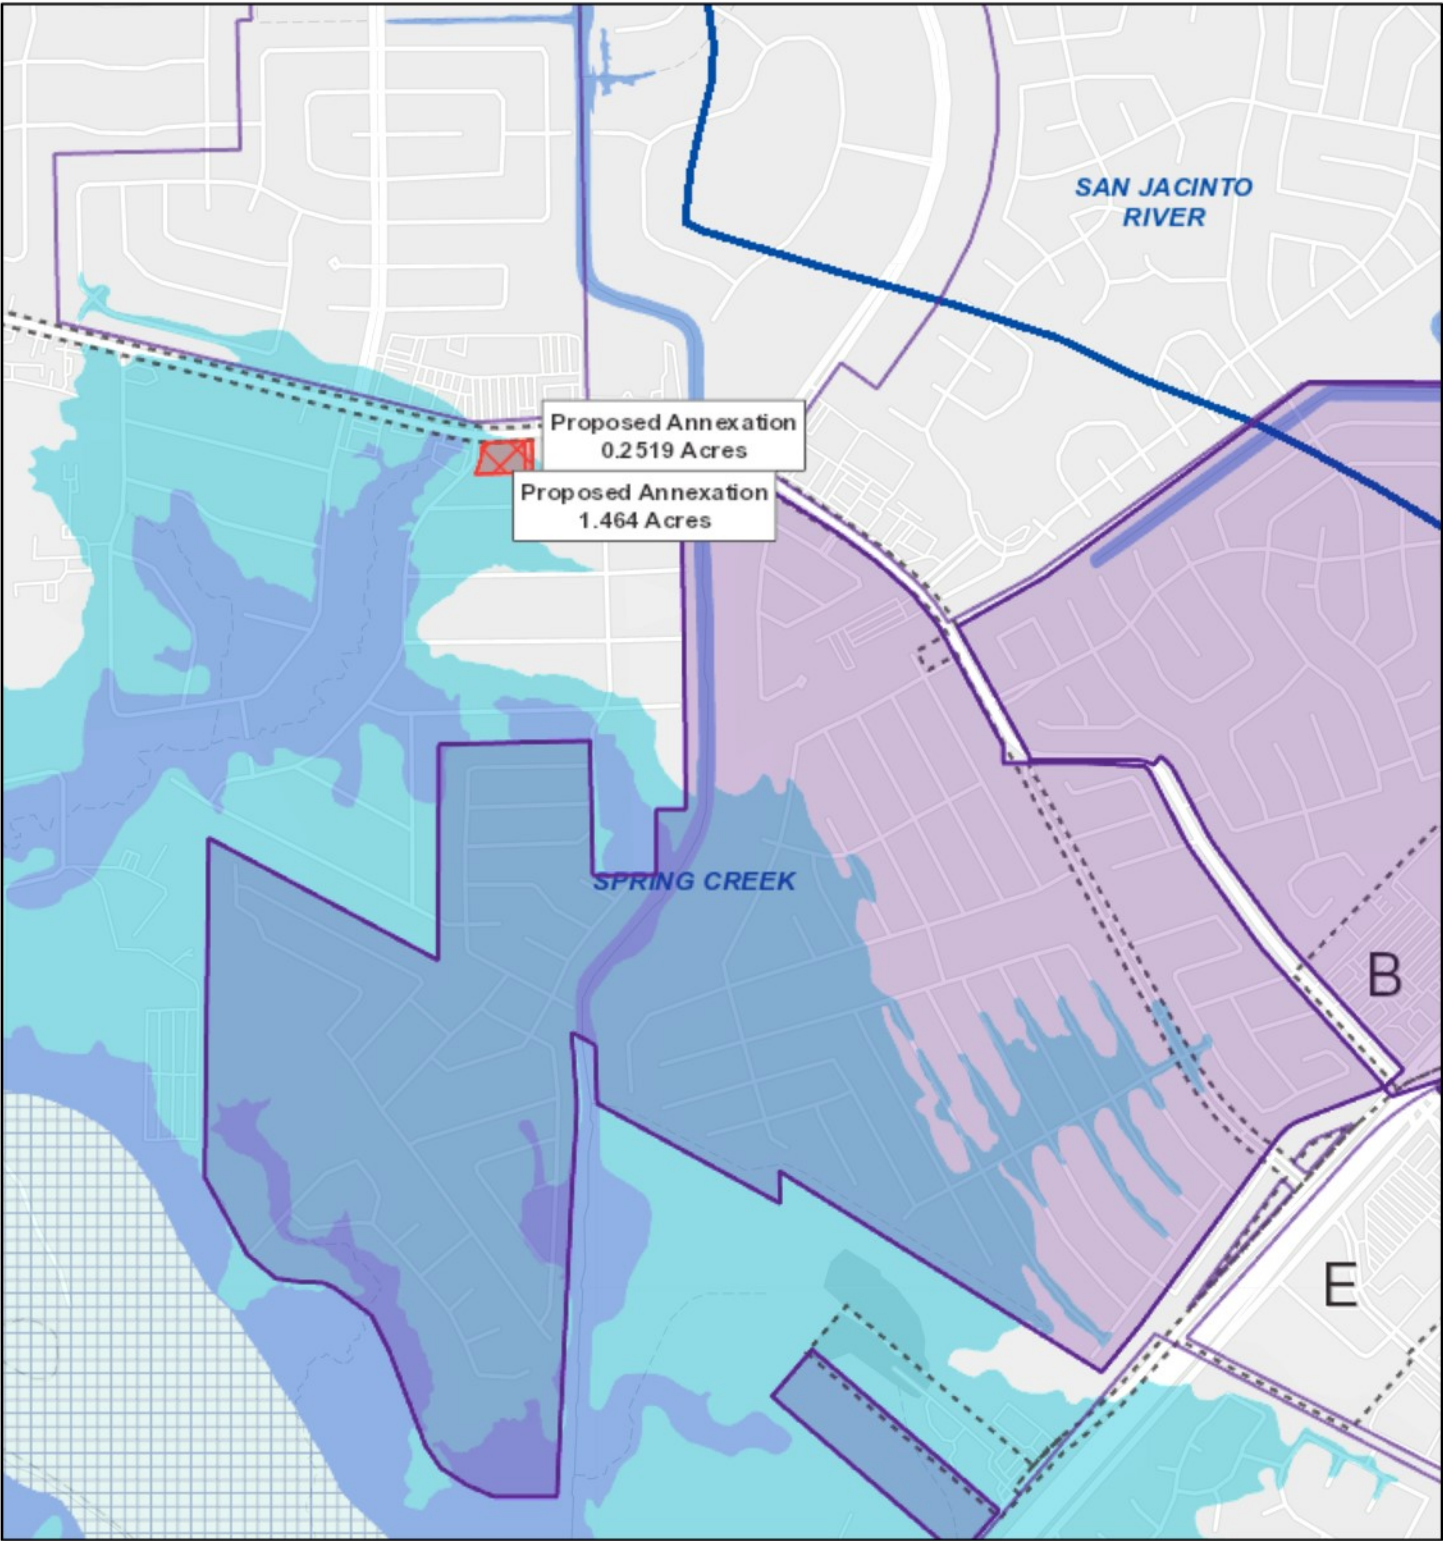 SAN JACINTO
RIVER
Proposed Annexation
0.2519 Acres
Proposed Annexation
1.464 Acres
SPRING CREEK
B
E